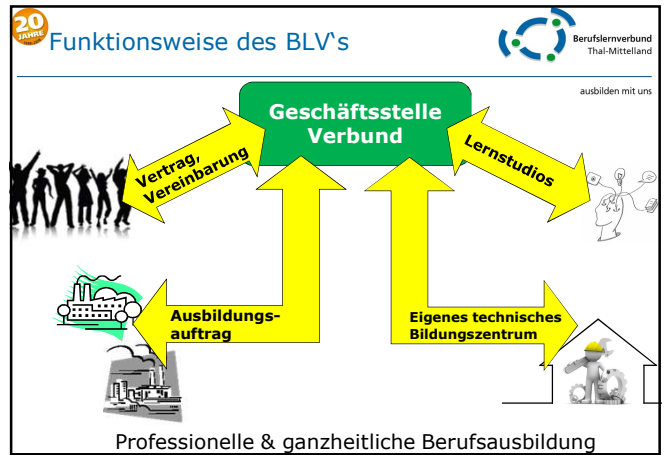 20
JAHRE
Funktionsweise des BLV‘s
Berufslernverbund
Thal-Mittelland
ausbilden mit uns
Geschäftsstelle
Verbund
Vertrag,
Vereinbarung
Lernstudios
Ausbildungs-
auftrag
Eigenes technisches
Bildungszentrum
Professionelle & ganzheitliche Berufsausbildung